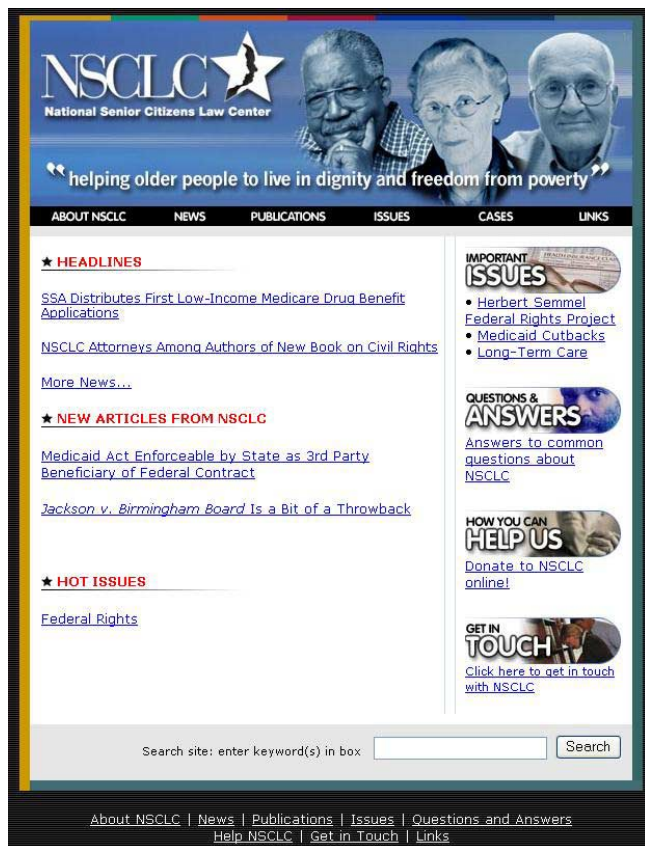 NSCLC
National Senior Citizens Law Center
“helping older people to live in dignity and freedom from poverty”
ABOUT NSCLC NEWS PUBLICATIONS ISSUES CASES LINKS
★ HEADLINES
SSA Distributes First Low-Income Medicare Drug Benefit
Applications
NSCLC Attorneys Among Authors of New Book on Civil Rights
More News...
★ NEW ARTICLES FROM NSCLC
Medicaid Act Enforceable by State as 3rd Party
Beneficiary of Federal Contract
Jackson v. Birmingham Board Is a Bit of a Throwback
★ HOT ISSUES
Federal Rights
IMPORTANT
ISSUES
• Herbert Semmel
Federal Rights Project
• Medicaid Cutbacks
• Long-Term Care
QUESTIONS &
ANSWERS
Answers to common
questions about
NSCLC
HOW YOU CAN
HELP US
Donate to NSCLC
online!
GET IN
TOUCH
Click here to get in touch
with NSCLC
Search site: enter keyword(s) in box Search
About NSCLC | News | Publications | Issues | Questions and Answers
Help NSCLC | Get in Touch | Links